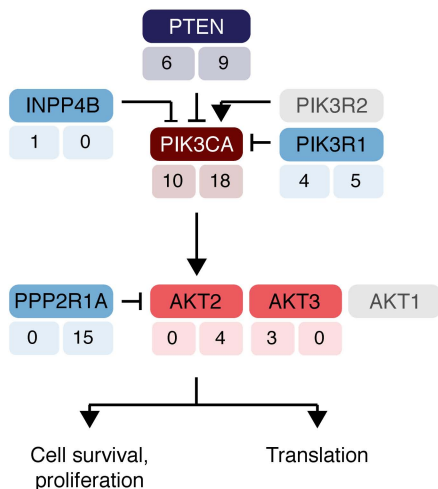 PTEN
6 9
INPP4B PIK3R2
1 0 PIK3CA PIK3R1
10 18 4 5
PPP2R1A AKT2 AKT3 AKT1
0 15 0 4 3 0
Cell survival, Translation
proliferation